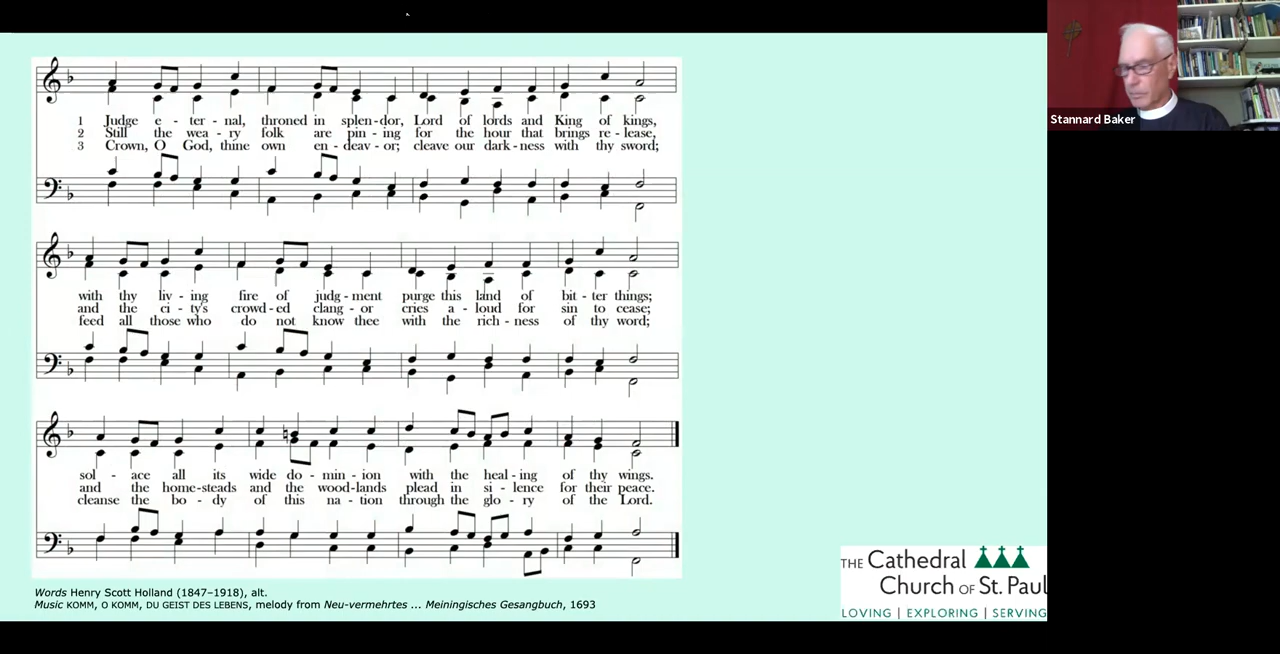 Stannard Baker
1 Judge e - ter - nal, throned in splen - dor, Lord of lords and King of kings,
2 Still the wea - ry folk are pin - ing for the hour that brings re - lease,
3 Crown, O God, thine own en - deav - or; cleave our dark - ness with thy sword;
with thy liv - ing fire of judg - ment purge this land of bit - ter things;
and the ci - ty's crowd - ed clang - or cries a - loud for sin to cease;
feed all those who do not know thee with the rich - ness of thy word;
sol - ace all its wide do - min - ion with the heal - ing of thy wings.
and the home - steads and the wood - lands plead in si - lence for their peace.
cleanse the bo - dy of this na - tion through the glo - ry of the Lord.
Words Henry Scott Holland (1847–1918), alt.
Music KOMM, O KOMM, DU GEIST DES LEBENS, melody from Neu-vermehrtes ... Meiningisches Gesangbuch, 1693
THE Cathedral
Church OF St. Paul
LOVING | EXPLORING | SERVING